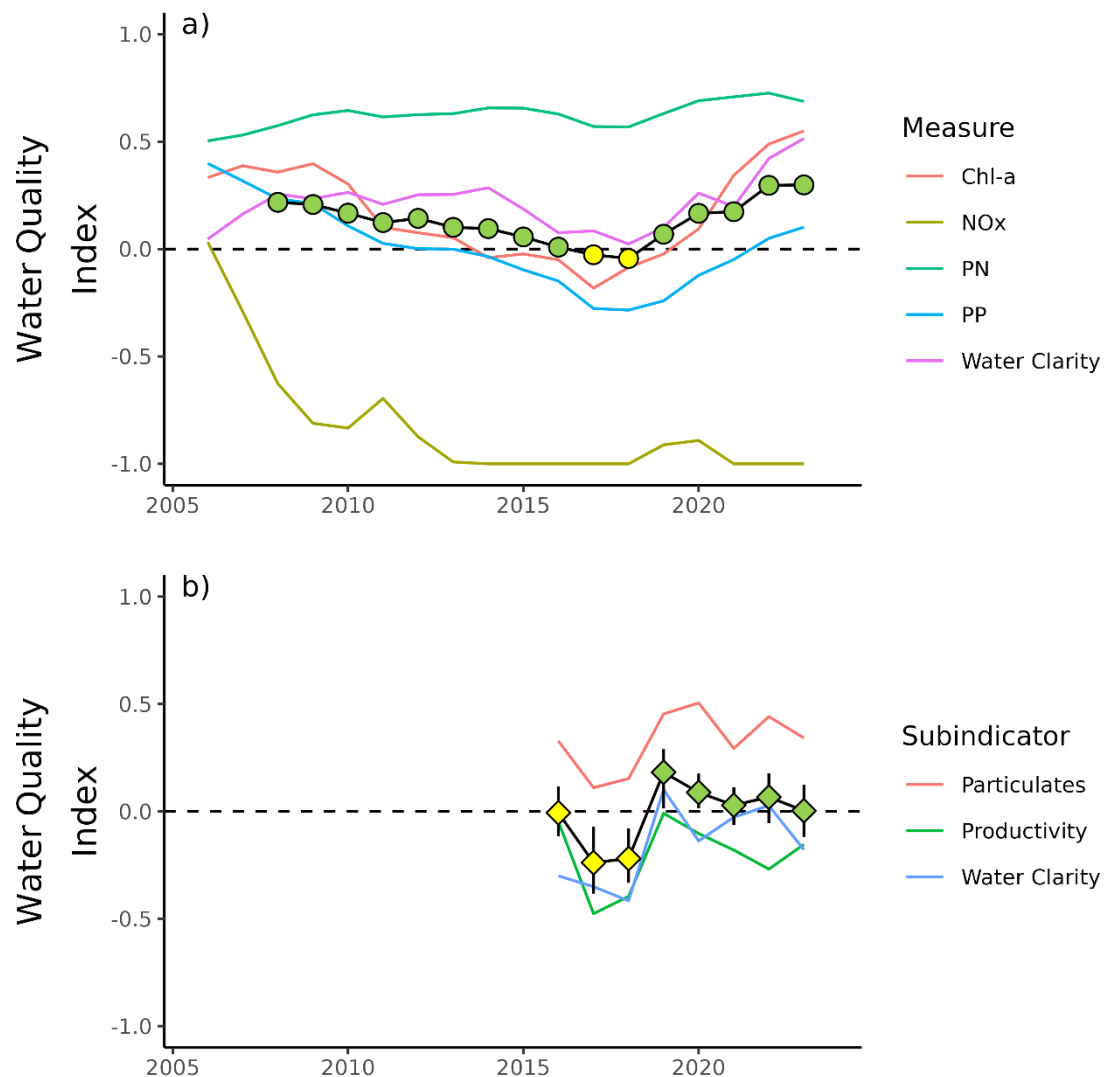 a)
Water Quality
Index
1.0
0.5
0.0
-0.5
-1.0
2005
2010
2015
2020
Measure
Chl-a
NOx
PN
PP
Water Clarity
b)
Water Quality
Index
1.0
0.5
0.0
-0.5
-1.0
2005
2010
2015
2020
Subindicator
Particulates
Productivity
Water Clarity